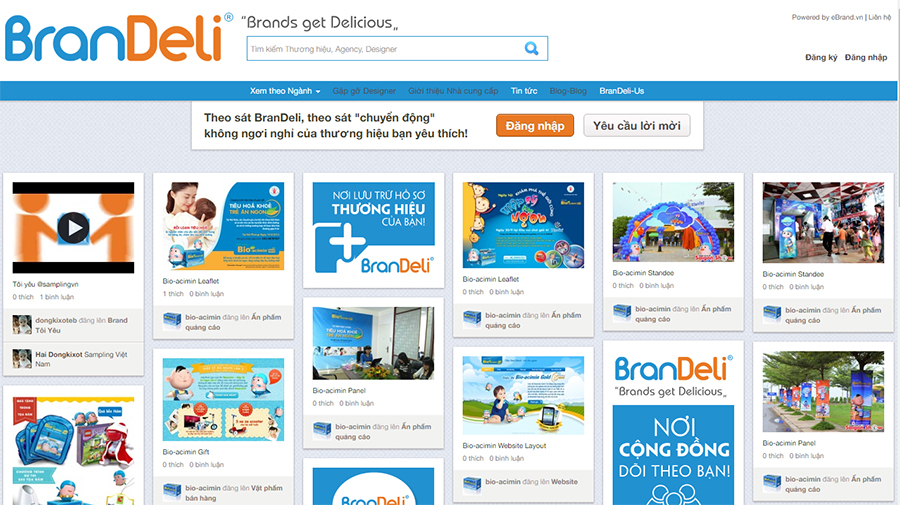 BranDeli®
"Brands get Delicious„
Powered by eBrand.vn | Liên hệ
Tìm kiếm Thương hiệu, Agency, Designer
Đăng ký Đăng nhập
Xem theo Ngành Gặp gỡ Designer Giới thiệu Nhà cung cấp Tin tức Blog-Blog BranDeli-Us
Theo sát BranDeli, theo sát "chuyển động"
không ngơi nghỉ của thương hiệu bạn yêu thích!
Đăng nhập
Yêu cầu lời mời
Tôi yêu @samplingvn
1 thích 1 bình luận
dongkixoteb đăng lên Brand
Tôi Yêu
Hai Dongkixot Sampling Việt
Nam
TIÊU HOÁ KHOẺ
TRẺ ĂN NGON
Bio-acimin Leaflet
1 thích 0 bình luận
bio-acimin đăng lên Ấn phẩm
quảng cáo
Bio-acimin Gift
0 thích 0 bình luận
bio-acimin đăng lên Vật phẩm
bán hàng
NƠI LƯU TRỮ HỒ SƠ
THƯƠNG HIỆU
CỦA BẠN!
BranDeli®
Bio-acimin Panel
0 thích 0 bình luận
bio-acimin đăng lên Ấn phẩm
quảng cáo
BranDeli®
Bio-acimin Leaflet
0 thích 0 bình luận
bio-acimin đăng lên Ấn phẩm
quảng cáo
Bio-acimin Gold
Bio-acimin Website Layout
0 thích 0 bình luận
bio-acimin đăng lên Website
Bio-acimin Standee
0 thích 0 bình luận
bio-acimin đăng lên Ấn phẩm
quảng cáo
BranDeli®
"Brands get Delicious„
NƠI
CỘNG ĐỒNG
DÕI THEO BẠN!
Bio-acimin Standee
0 thích 0 bình luận
bio-acimin đăng lên Ấn phẩm
quảng cáo
Bio-acimin Panel
0 thích 0 bình luận
bio-acimin đăng lên Ấn phẩm
quảng cáo